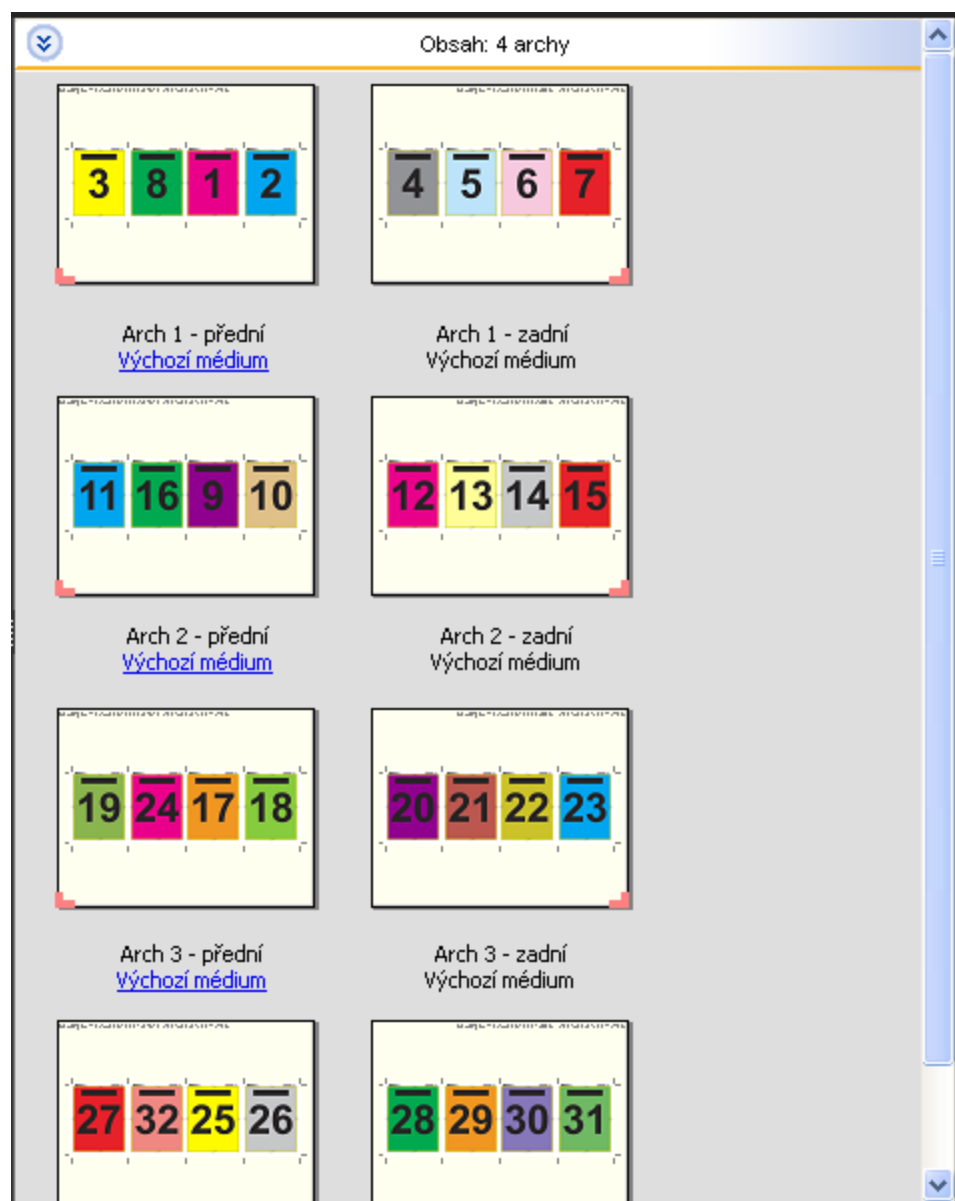 Obsah: 4 archy
3 8 1 2
4 5 6 7
Arch 1 - přední
Výchozí médium
Arch 1 - zadní
Výchozí médium
11 16 9 10
12 13 14 15
Arch 2 - přední
Výchozí médium
Arch 2 - zadní
Výchozí médium
19 24 17 18
20 21 22 23
Arch 3 - přední
Výchozí médium
Arch 3 - zadní
Výchozí médium
27 32 25 26
28 29 30 31